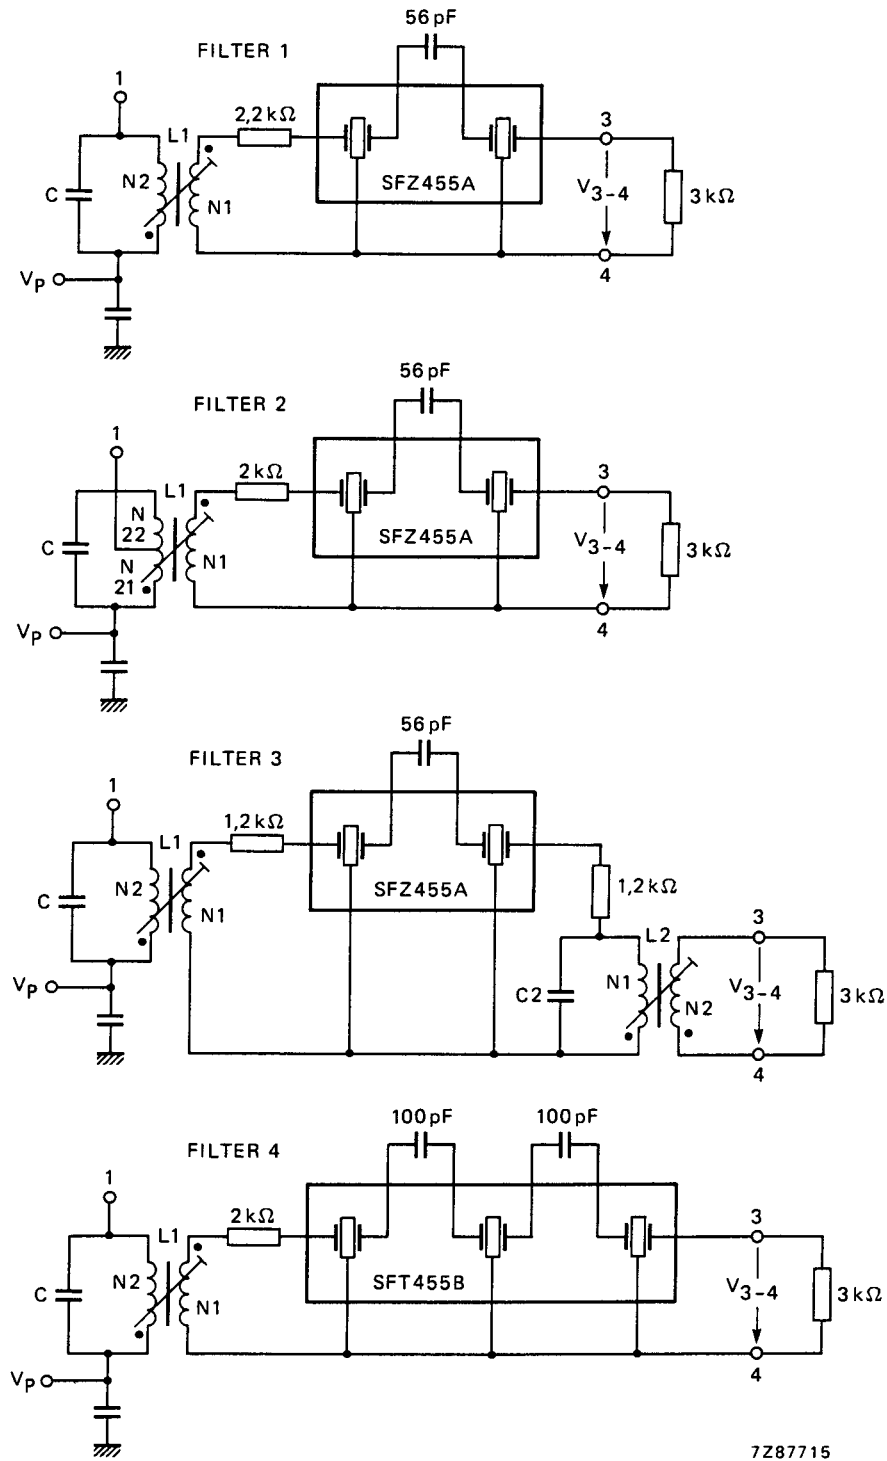 56 pF
FILTER 1
1
L1
2,2 kΩ
3
N2
C
SFZ455A
V3-4
3 kΩ
N1
VP
4
56 pF
FILTER 2
1
L1
2 kΩ
3
N
22
C
SFZ455A
V3-4
3 kΩ
N
21
N1
VP
4
56 pF
FILTER 3
1
L1
1,2 kΩ
N2
C
SFZ455A
1,2 kΩ
N1
L2
3
VP
C2
N1
V3-4
3 kΩ
N2
4
100 pF
100 pF
FILTER 4
1
L1
2 kΩ
3
N2
C
SFT455B
V3-4
3 kΩ
N1
VP
4
7Z87715